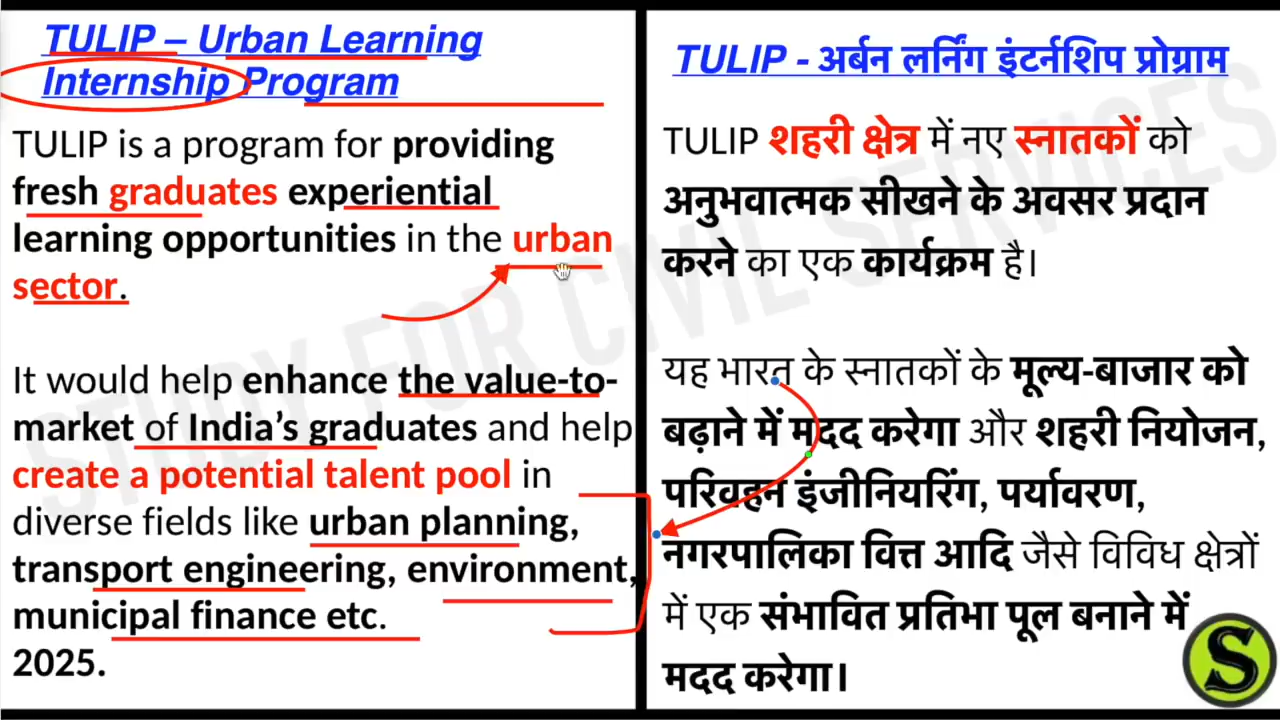 TULIP – Urban Learning
Internship Program
TULIP is a program for providing
fresh graduates experiential
learning opportunities in the urban
sector.
It would help enhance the value-to-
market of India’s graduates and help
create a potential talent pool in
diverse fields like urban planning,
transport engineering, environment,
municipal finance etc.
2025.
TULIP - अर्बन लर्निंग इंटर्नशिप प्रोग्राम
TULIP शहरी क्षेत्र में नए स्नातकों को
अनुभवात्मक सीखने के अवसर प्रदान
करने का एक कार्यक्रम है।
यह भारत के स्नातकों के मूल्य-बाजार को
बढ़ाने में मदद करेगा और शहरी नियोजन,
परिवहन इंजीनियरिंग, पर्यावरण,
नगरपालिका वित्त आदि जैसे विविध क्षेत्रों
में एक संभावित प्रतिभा पूल बनाने में
मदद करेगा।
STUDY FOR CIVIL SERVICES
S